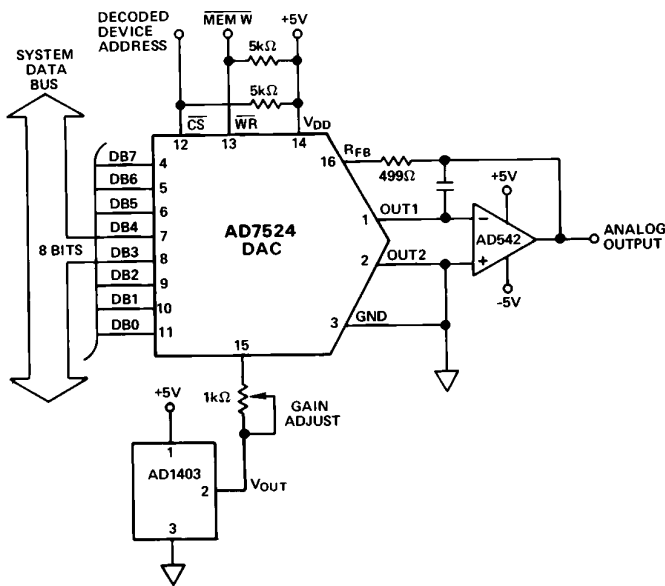 DECODED
DEVICE
ADDRESS
MEM W
+5V
SYSTEM
DATA
BUS
5kΩ
5kΩ
CS
WR
VDD
12
13
14
RFB
16
499Ω
DB7
4
DB6
5
DB5
6
DB4
7
8 BITS
DB3
8
DB2
9
DB1
10
DB0
11
AD7524
DAC
1
OUT1
2
OUT2
3
GND
15
+5V
−
AD542
+
-5V
ANALOG
OUTPUT
1kΩ
GAIN
ADJUST
+5V
1
AD1403
2
VOUT
3